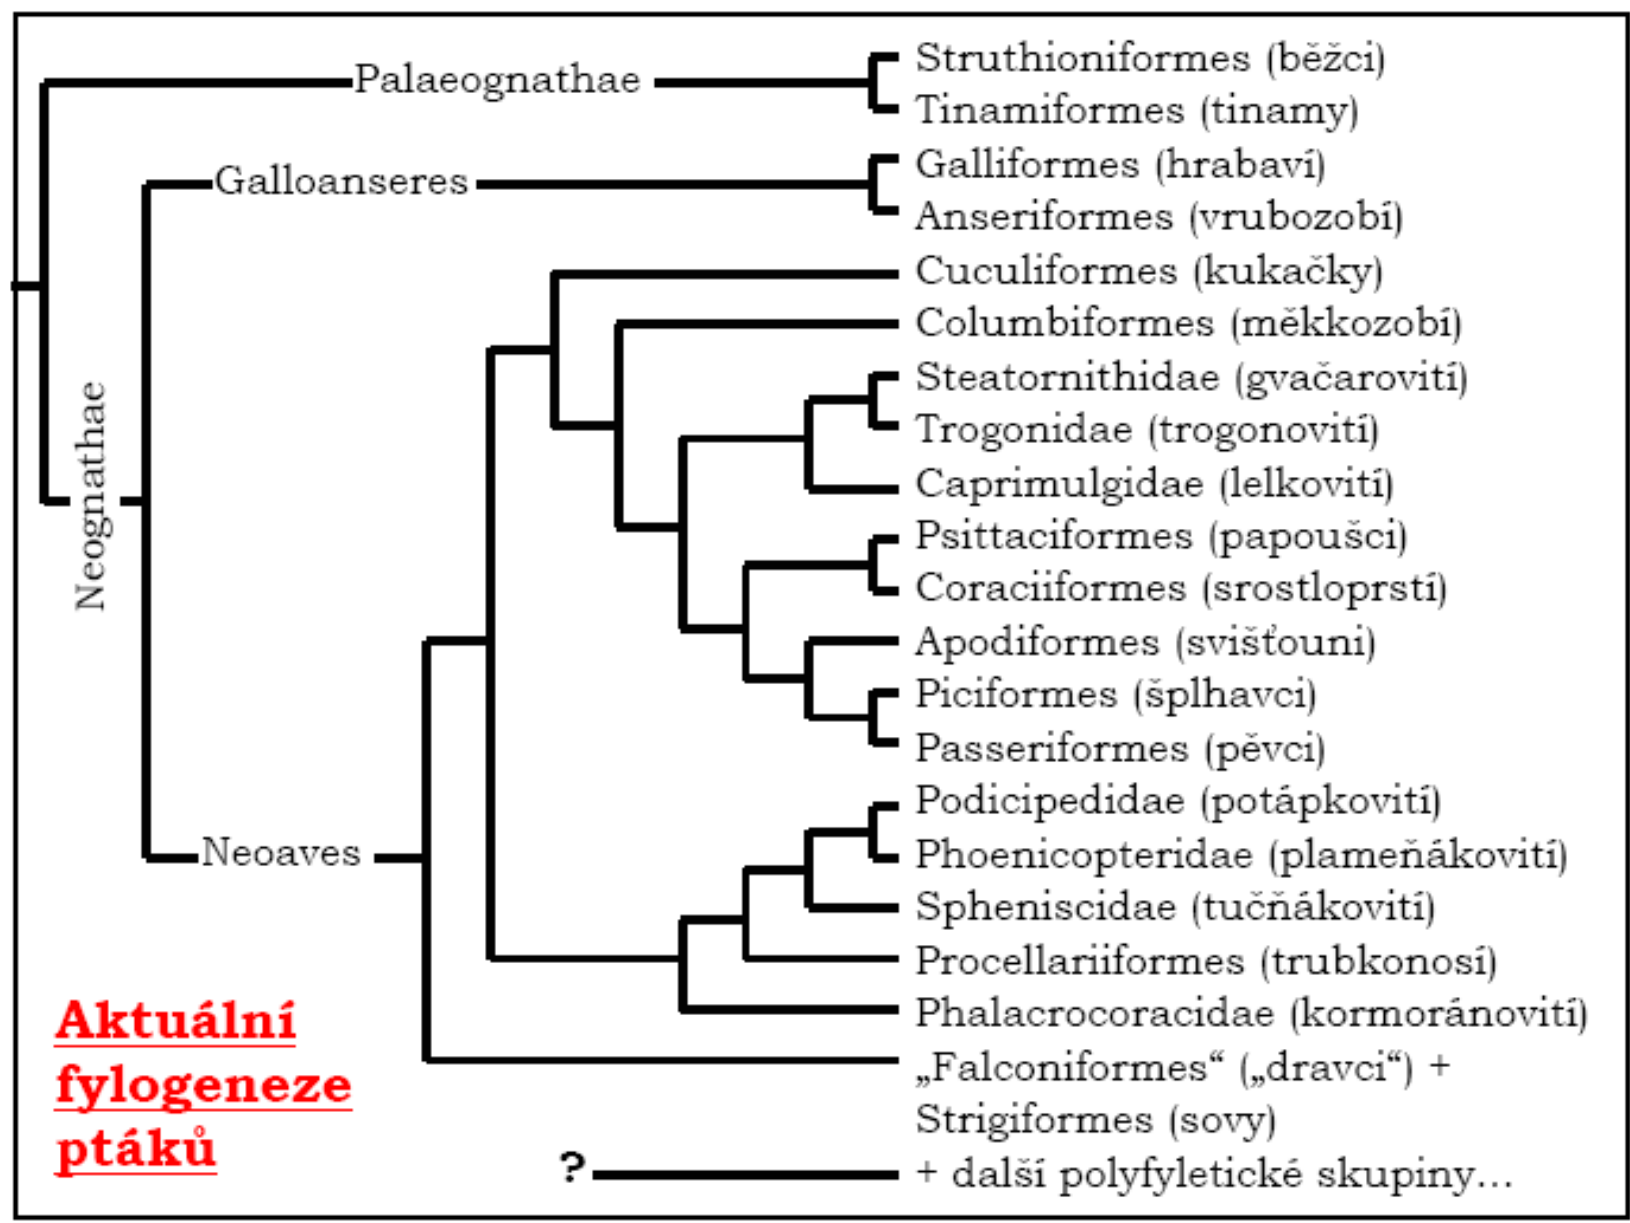 Palaeognathae
Struthioniformes (běžci)
Tinamiformes (tinamy)
Galloanseres
Galliformes (hrabaví)
Anseriformes (vrubozobí)
Cuculiformes (kukačky)
Columbiformes (měkkozobí)
Steatornithidae (gvačarovití)
Trogonidae (trogonovití)
Caprimulgidae (lelkovití)
Neognathae
Psittaciformes (papoušci)
Coraciiformes (srostloprstí)
Apodiformes (svišťouni)
Piciformes (šplhavci)
Passeriformes (pěvci)
Neoaves
Podicipedidae (potápkovití)
Phoenicopteridae (plameňákovití)
Spheniscidae (tučňákovití)
Procellariiformes (trubkonosí)
Phalacrocoracidae (kormoránovití)
„Falconiformes“ („dravci“) +
Strigiformes (sovy)
? + další polyfyletické skupiny...
Aktuální
fylogeneze
ptáků